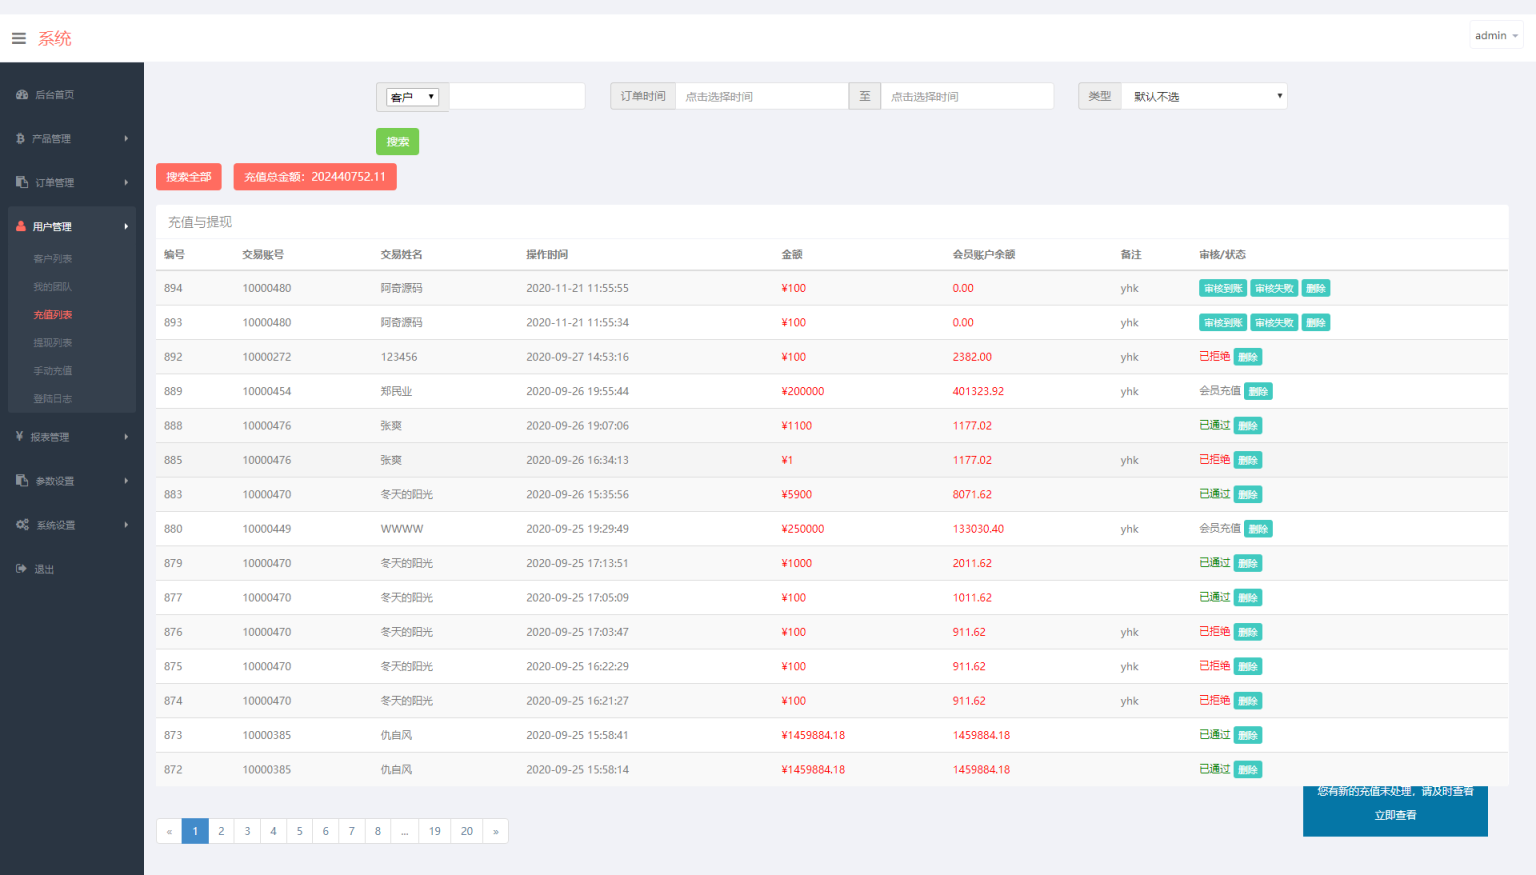 系统
admin
后台首页
产品管理
订单管理
用户管理
客户列表
我的团队
充值列表
提现列表
手动充值
登陆日志
报表管理
参数设置
系统设置
退出
客户 订单时间 点击选择时间 至 点击选择时间 类型 默认不选
搜索
搜索全部 充值总金额：202440752.11
充值与提现
编号 交易账号 交易姓名 操作时间 金额 会员账户余额 备注 审核/状态
894 10000480 阿奇源码 2020-11-21 11:55:55 ¥100 0.00 yhk 审核到账 审核失败 删除
893 10000480 阿奇源码 2020-11-21 11:55:34 ¥100 0.00 yhk 审核到账 审核失败 删除
892 10000272 123456 2020-09-27 14:53:16 ¥100 2382.00 yhk 已拒绝 删除
889 10000454 郑民业 2020-09-26 19:55:44 ¥200000 401323.92 yhk 会员充值 删除
888 10000476 张爽 2020-09-26 19:07:06 ¥1100 1177.02 已通过 删除
885 10000476 张爽 2020-09-26 16:34:13 ¥1 1177.02 yhk 已拒绝 删除
883 10000470 冬天的阳光 2020-09-26 15:35:56 ¥5900 8071.62 已通过 删除
880 10000449 WWWW 2020-09-25 19:29:49 ¥250000 133030.40 yhk 会员充值 删除
879 10000470 冬天的阳光 2020-09-25 17:13:51 ¥1000 2011.62 已通过 删除
877 10000470 冬天的阳光 2020-09-25 17:05:09 ¥100 1011.62 已通过 删除
876 10000470 冬天的阳光 2020-09-25 17:03:47 ¥100 911.62 yhk 已拒绝 删除
875 10000470 冬天的阳光 2020-09-25 16:22:29 ¥100 911.62 yhk 已拒绝 删除
874 10000470 冬天的阳光 2020-09-25 16:21:27 ¥100 911.62 yhk 已拒绝 删除
873 10000385 仇自风 2020-09-25 15:58:41 ¥1459884.18 1459884.18 已通过 删除
872 10000385 仇自风 2020-09-25 15:58:14 ¥1459884.18 1459884.18 已通过 删除
您有新的充值未处理，请及时查看
立即查看
« 1 2 3 4 5 6 7 8 ... 19 20 »